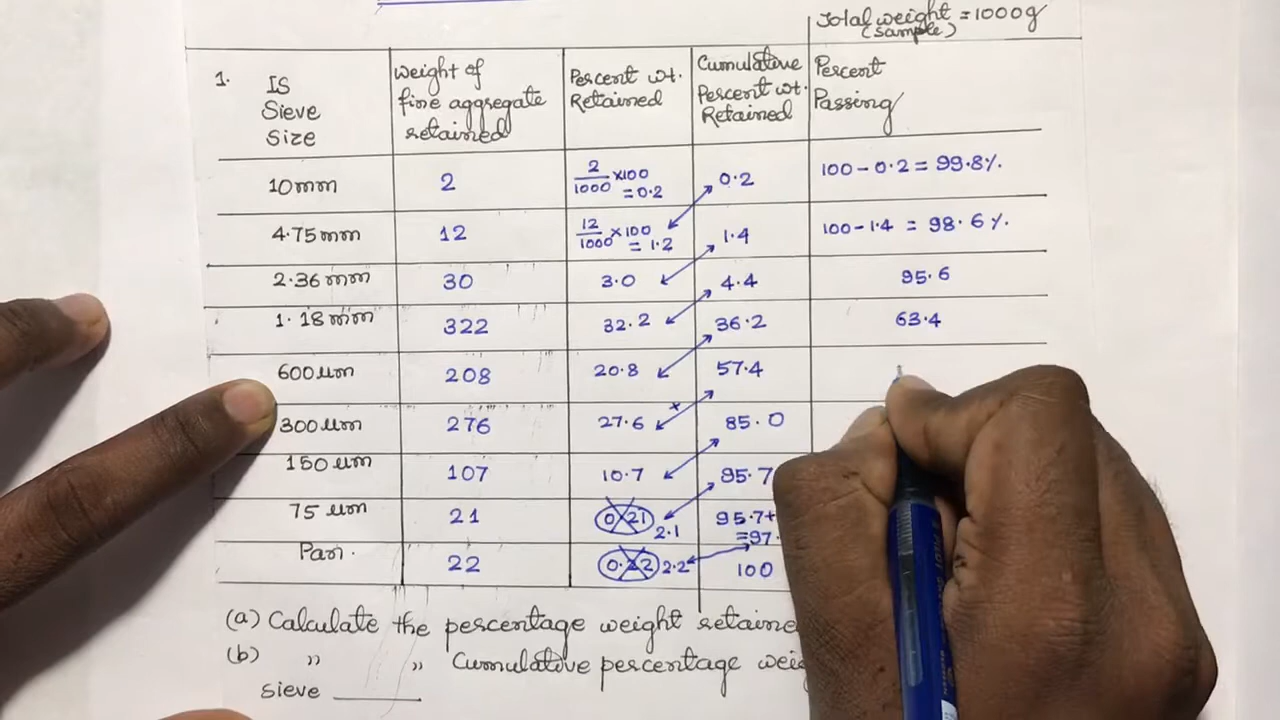 Total weight = 1000g
(sample)
1. IS Sieve Size
Weight of fine aggregate retained
Percent wt. Retained
Cumulative Percent wt. Retained
Percent Passing
10mm 2 2/1000 ×100 = 0.2 0.2 100 - 0.2 = 99.8%.
4.75mm 12 12/1000 ×100 = 1.2 1.4 100 - 1.4 = 98.6%.
2.36mm 30 3.0 4.4 95.6
1.18mm 322 32.2 36.2 63.4
600um 208 20.8 57.4
300um 276 27.6 85.0
150um 107 10.7 95.7
75um 21 0.21 2.1 95.7+ =97.
Pan. 22 0.22 2.2 100
(a) Calculate the percentage weight retaine
(b) ,, ,, Cumulative percentage wei
sieve